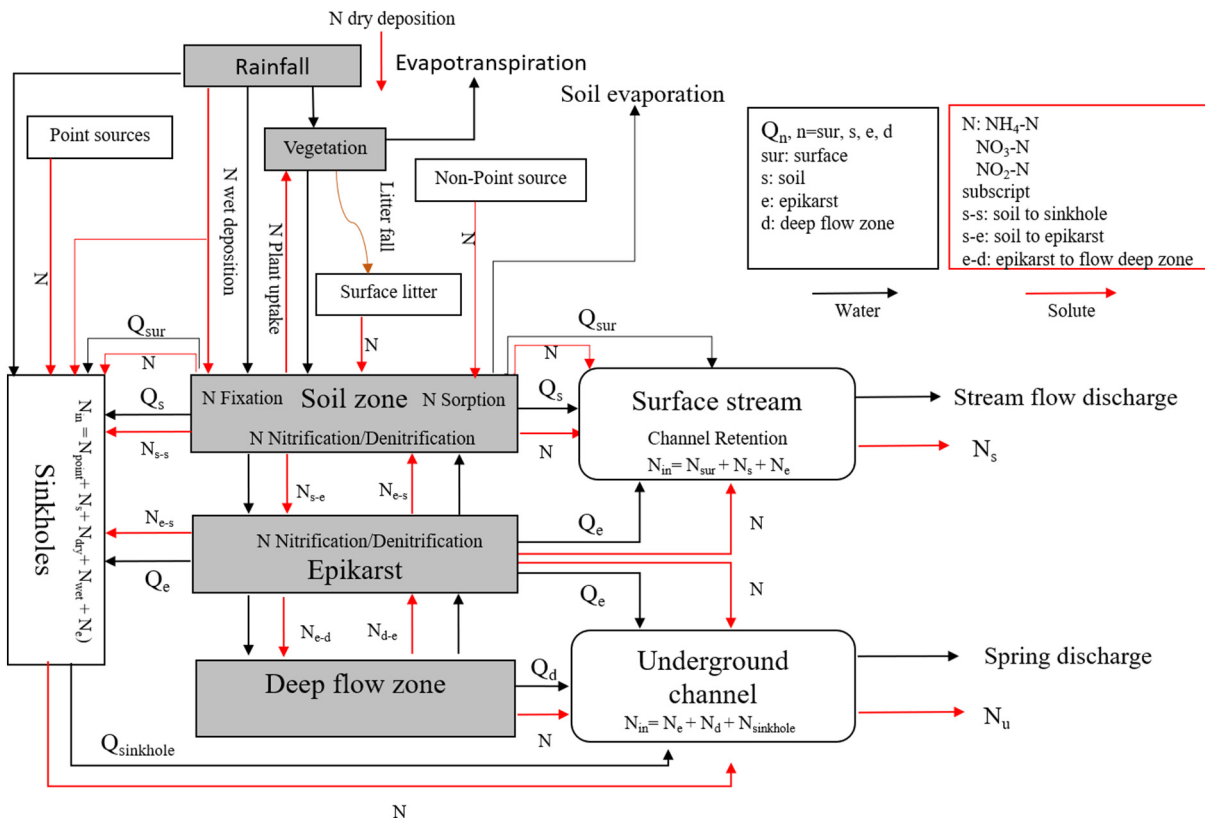 N dry deposition
Rainfall
Evapotranspiration
Soil evaporation
Point sources
Vegetation
Non-Point source
N wet deposition
N Plant uptake
Litter fall
N
N
Surface litter
N
Qn, n=sur, s, e, d
sur: surface
s: soil
e: epikarst
d: deep flow zone
N: NH4-N
NO3-N
NO2-N
subscript
s-s: soil to sinkhole
s-e: soil to epikarst
e-d: epikarst to flow deep zone
Water
Solute
Qsur
N
Qsur
N
Qs
Ns-s
N Fixation
Soil zone
N Sorption
N Nitrification/Denitrification
Qs
N
Surface stream
Channel Retention
Nin= Nsur + Ns + Ne
Stream flow discharge
Ns
Sinkholes
Nin = Npoint+ Ns + Ndry+ Nwet + Ne)
Ns-e
Ne-s
Ne-s
Qe
N Nitrification/Denitrification
Epikarst
Qe
N
Qe
N
Ne-d
Nd-e
Deep flow zone
Qd
N
Underground
channel
Nin= Ne + Nd + Nsinkhole
Spring discharge
Nu
Qsinkhole
N